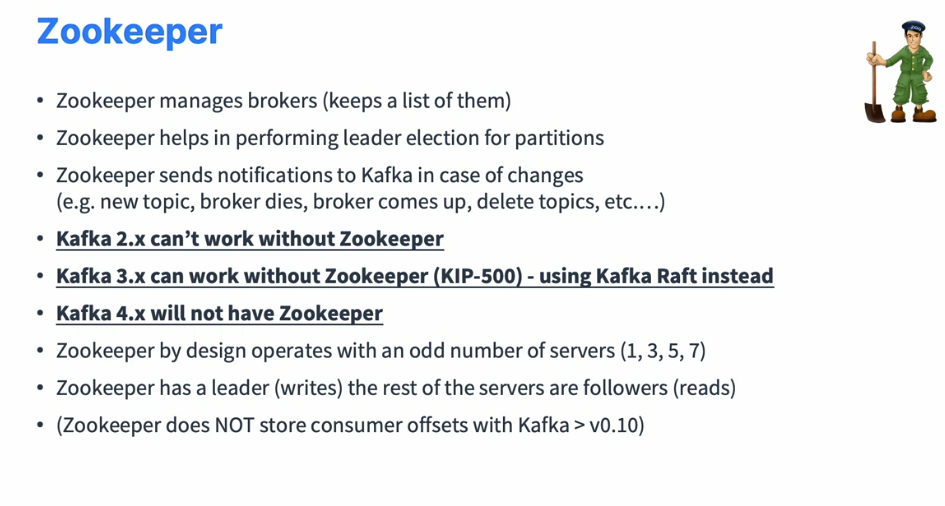 Zookeeper
• Zookeeper manages brokers (keeps a list of them)
• Zookeeper helps in performing leader election for partitions
• Zookeeper sends notifications to Kafka in case of changes
(e.g. new topic, broker dies, broker comes up, delete topics, etc.…)
• Kafka 2.x can’t work without Zookeeper
• Kafka 3.x can work without Zookeeper (KIP-500) - using Kafka Raft instead
• Kafka 4.x will not have Zookeeper
• Zookeeper by design operates with an odd number of servers (1, 3, 5, 7)
• Zookeeper has a leader (writes) the rest of the servers are followers (reads)
• (Zookeeper does NOT store consumer offsets with Kafka > v0.10)